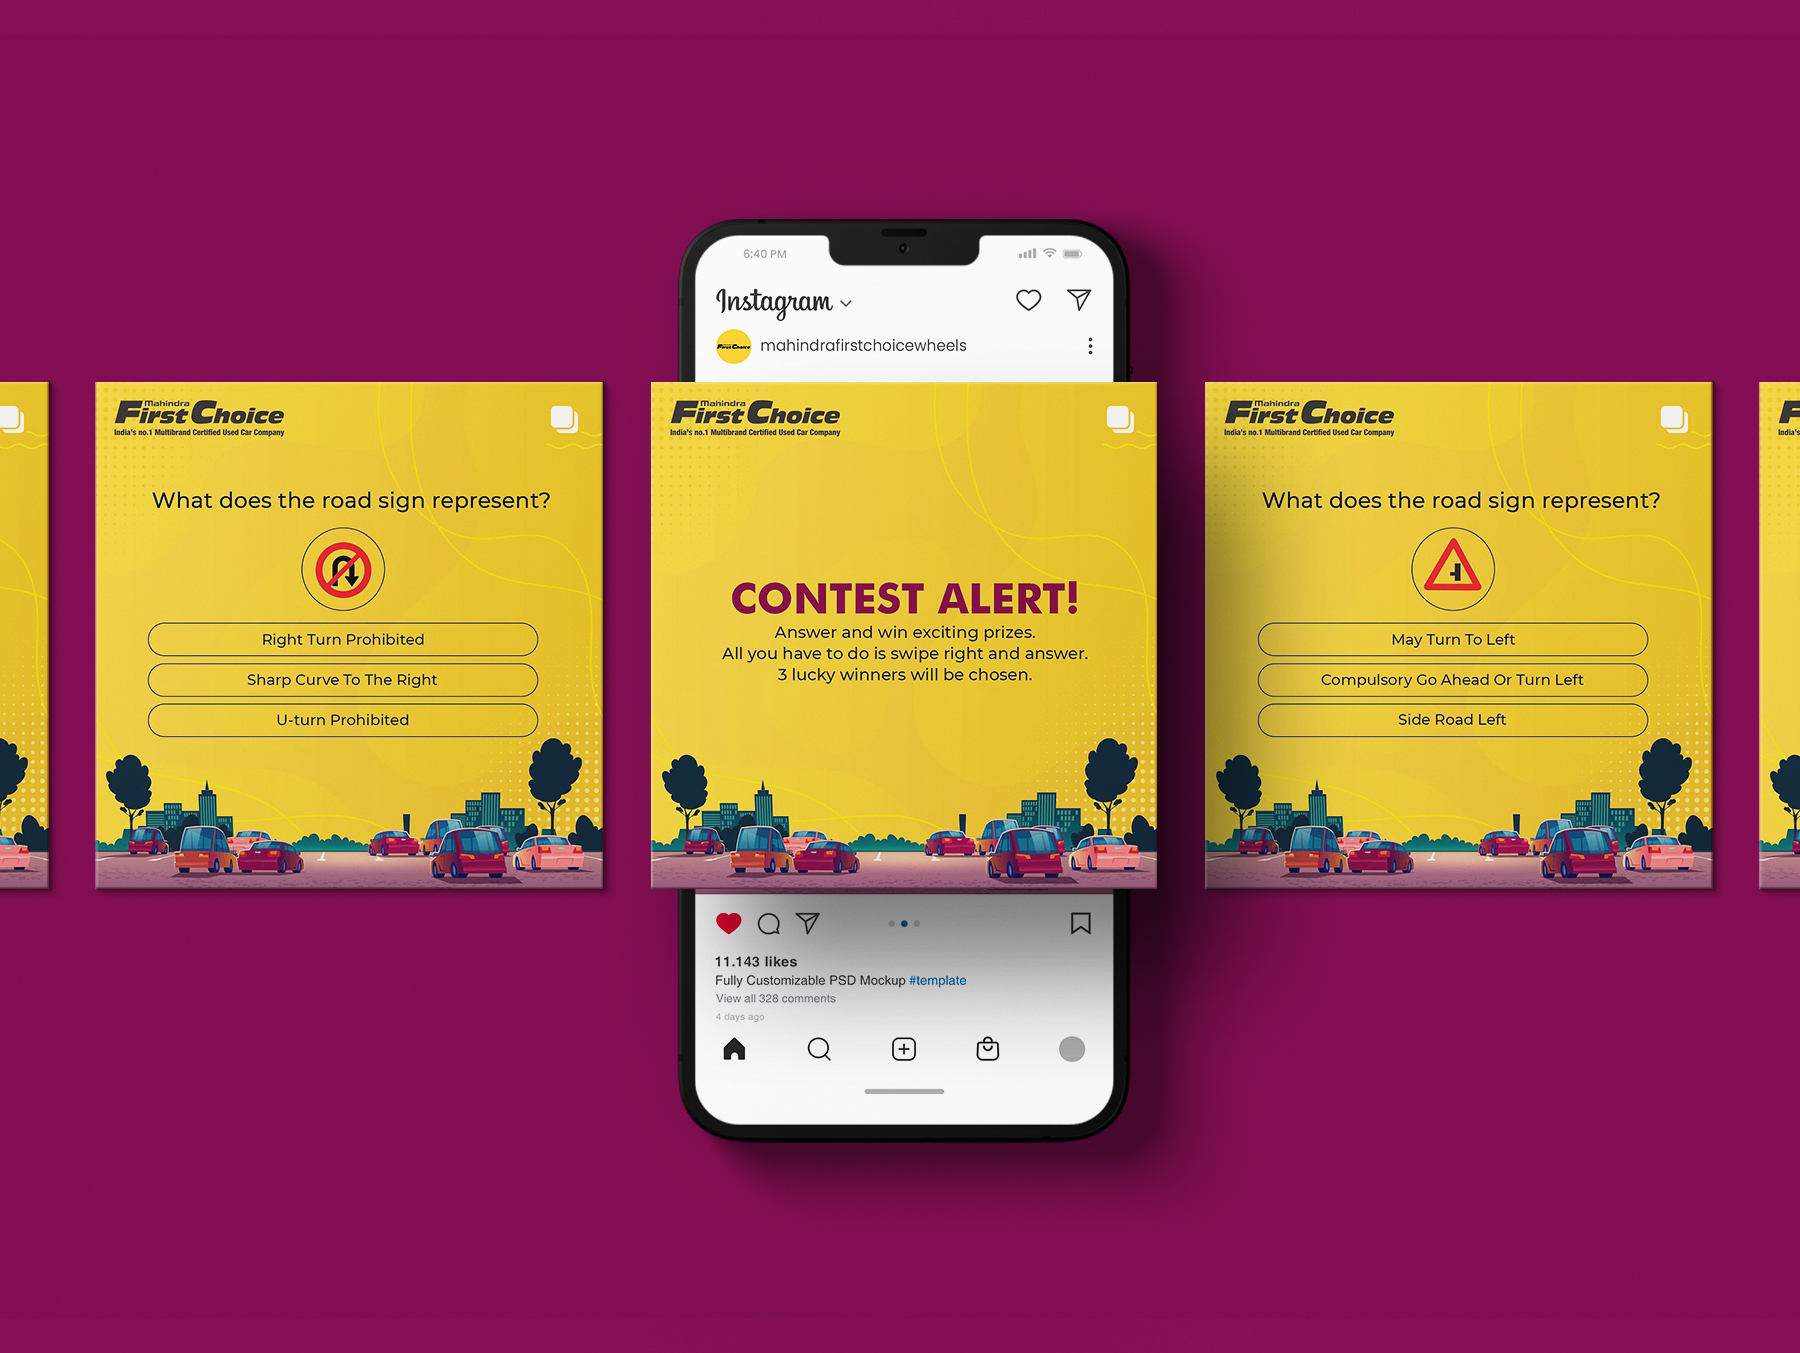 6:40 PM
Instagram
First Choice
mahindrafirstchoicewheels
Mahindra
First Choice
India's no.1 Multibrand Certified Used Car Company
What does the road sign represent?
Right Turn Prohibited
Sharp Curve To The Right
U-turn Prohibited
Mahindra
First Choice
India's no.1 Multibrand Certified Used Car Company
CONTEST ALERT!
Answer and win exciting prizes.
All you have to do is swipe right and answer.
3 lucky winners will be chosen.
Mahindra
First Choice
India's no.1 Multibrand Certified Used Car Company
What does the road sign represent?
May Turn To Left
Compulsory Go Ahead Or Turn Left
Side Road Left
F
India's
11.143 likes
Fully Customizable PSD Mockup #template
View all 328 comments
4 days ago